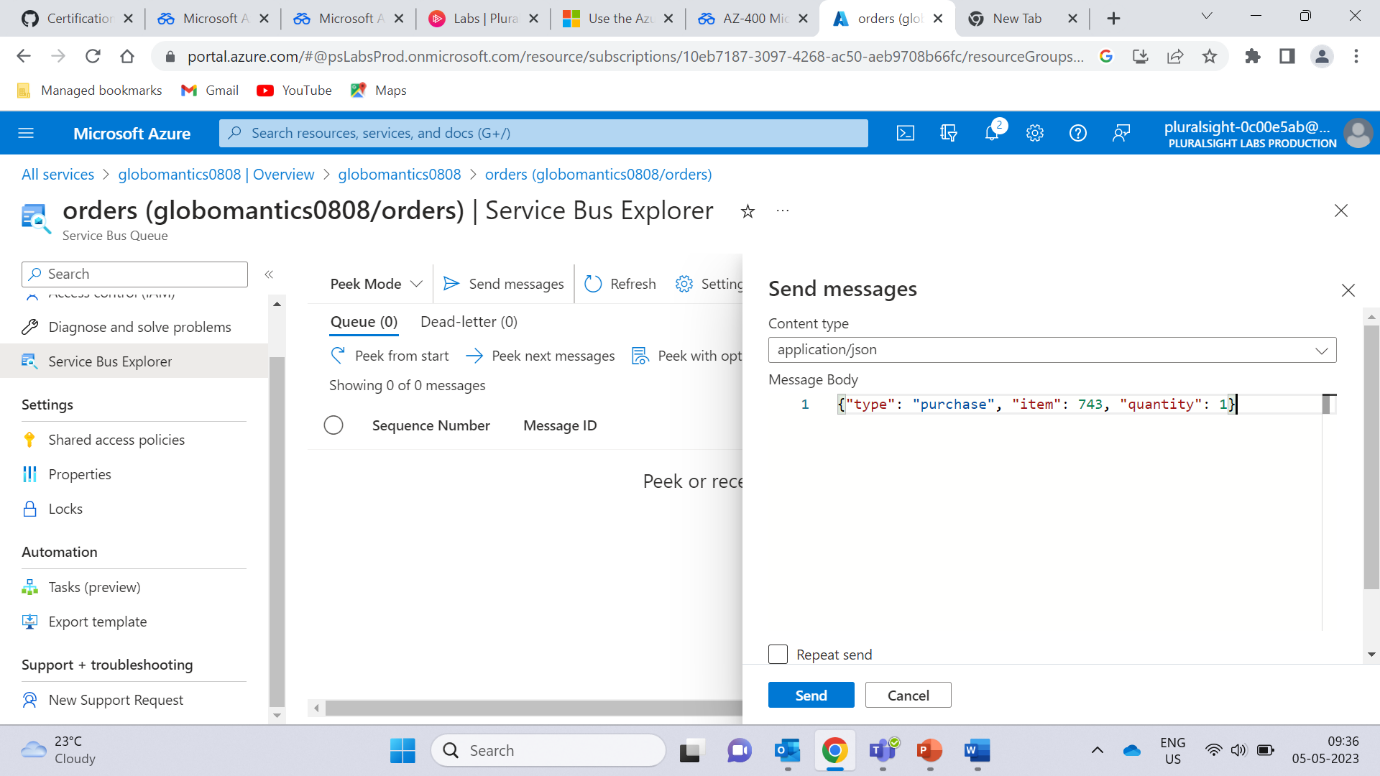 Certification
Microsoft A
Microsoft A
Labs | Plura
Use the Azu
AZ-400 Mic
orders (glo
New Tab
portal.azure.com/#@psLabsProd.onmicrosoft.com/resource/subscriptions/10eb7187-3097-4268-ac50-aeb9708b66fc/resourceGroups...
Managed bookmarks
Gmail
YouTube
Maps
Microsoft Azure
Search resources, services, and docs (G+/)
2
pluralsight-0c00e5ab@...
PLURALSIGHT LABS PRODUCTION
All services > globomantics0808 | Overview > globomantics0808 > orders (globomantics0808/orders)
orders (globomantics0808/orders) | Service Bus Explorer
Service Bus Queue
Search
Access control (IAM)
Diagnose and solve problems
Service Bus Explorer
Settings
Shared access policies
Properties
Locks
Automation
Tasks (preview)
Export template
Support + troubleshooting
New Support Request
Peek Mode
Send messages
Refresh
Setting
Queue (0)
Dead-letter (0)
Peek from start
Peek next messages
Peek with opt
Showing 0 of 0 messages
Sequence Number
Message ID
Peek or rece
Send messages
Content type
application/json
Message Body
1 {"type": "purchase", "item": 743, "quantity": 1}
Repeat send
Send
Cancel
23°C
Cloudy
Search
ENG
US
09:36
05-05-2023